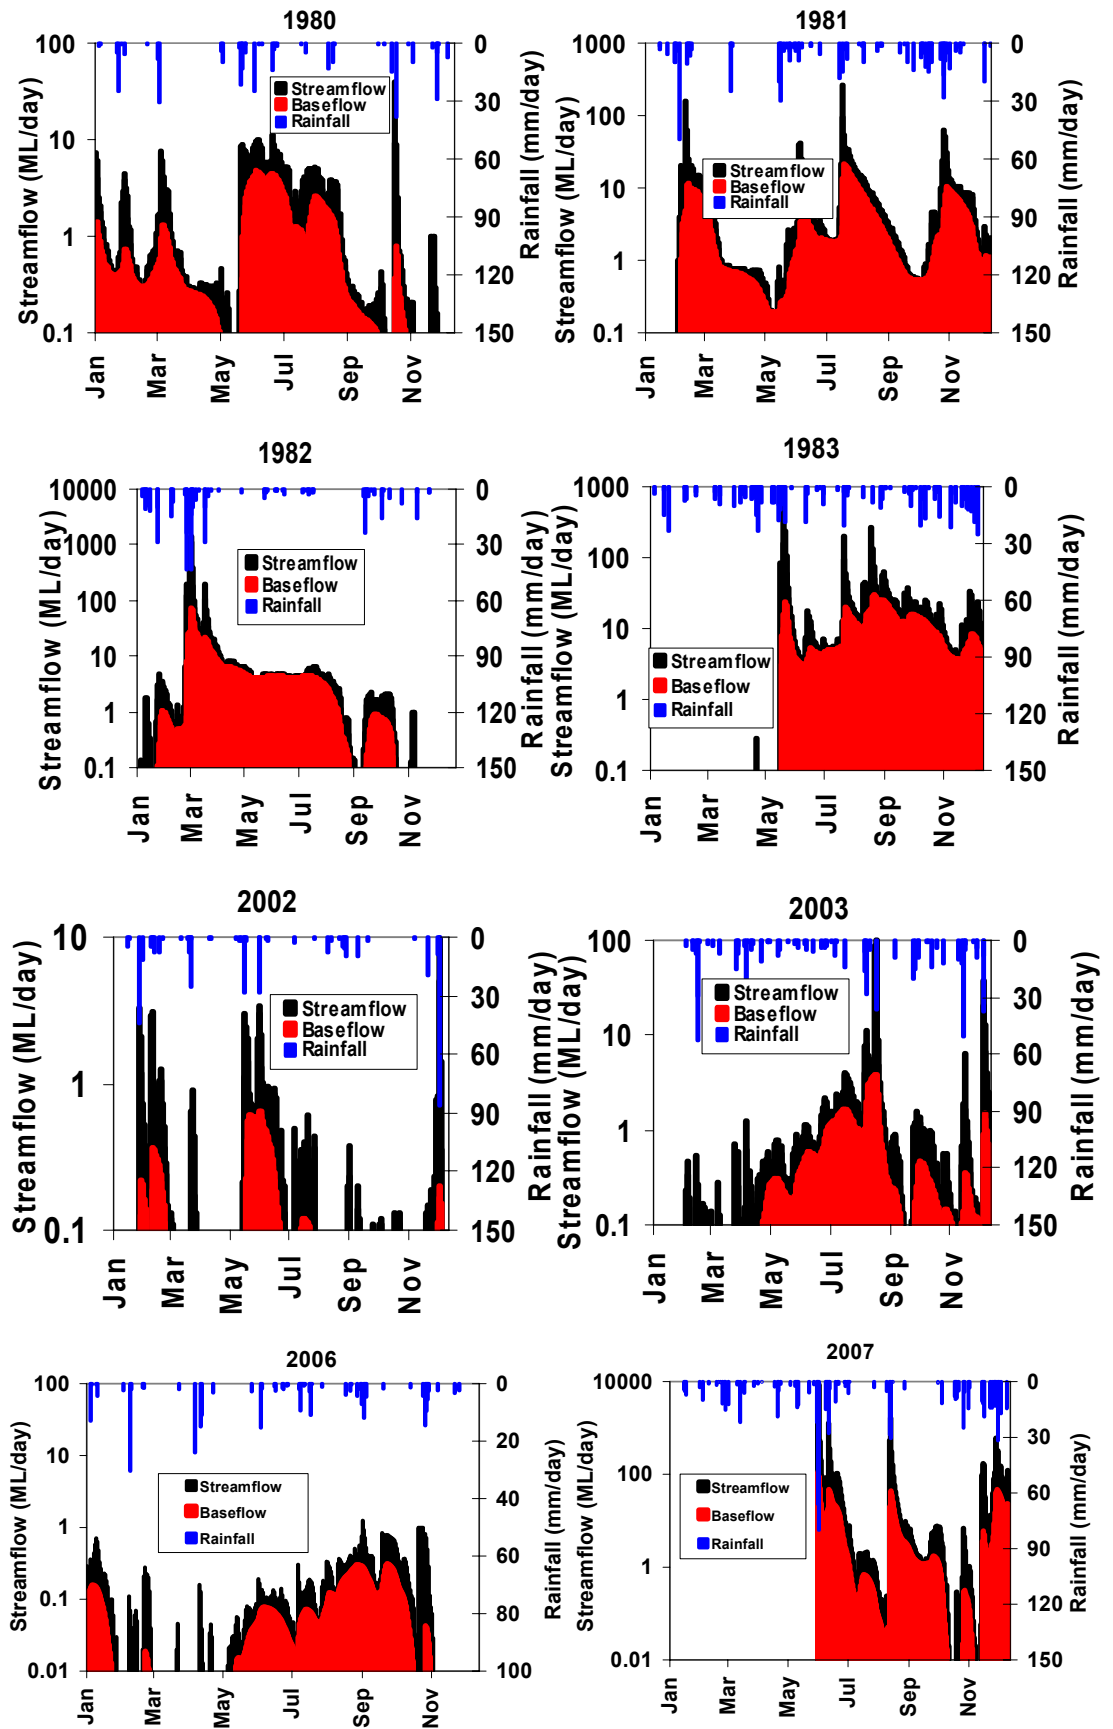 1980
Streamflow (ML/day)
100
10
1
0.1
Streamflow
Baseflow
Rainfall
0
30
60
90
120
150
Rainfall (mm/day)
Jan
Mar
May
Jul
Sep
Nov
1981
Streamflow (ML/day)
1000
100
10
1
0.1
Streamflow
Baseflow
Rainfall
0
30
60
90
120
150
Rainfall (mm/day)
Jan
Mar
May
Jul
Sep
Nov
1982
Streamflow (ML/day)
10000
1000
100
10
1
0.1
Streamflow
Baseflow
Rainfall
0
30
60
90
120
150
Rainfall (mm/day)
Jan
Mar
May
Jul
Sep
Nov
1983
Streamflow (ML/day)
1000
100
10
1
0.1
Streamflow
Baseflow
Rainfall
0
30
60
90
120
150
Rainfall (mm/day)
Jan
Mar
May
Jul
Sep
Nov
2002
Streamflow (ML/day)
10
1
0.1
Streamflow
Baseflow
Rainfall
0
30
60
90
120
150
Rainfall (mm/day)
Jan
Mar
May
Jul
Sep
Nov
2003
Streamflow (ML/day)
100
10
1
0.1
Streamflow
Baseflow
Rainfall
0
30
60
90
120
150
Rainfall (mm/day)
Jan
Mar
May
Jul
Sep
Nov
2006
Streamflow (ML/day)
100
10
1
0.1
0.01
Streamflow
Baseflow
Rainfall
0
20
40
60
80
100
Rainfall (mm/day)
Jan
Mar
May
Jul
Sep
Nov
2007
Streamflow (ML/day)
10000
100
1
0.01
Streamflow
Baseflow
Rainfall
0
30
60
90
120
150
Rainfall (mm/day)
Jan
Mar
May
Jul
Sep
Nov